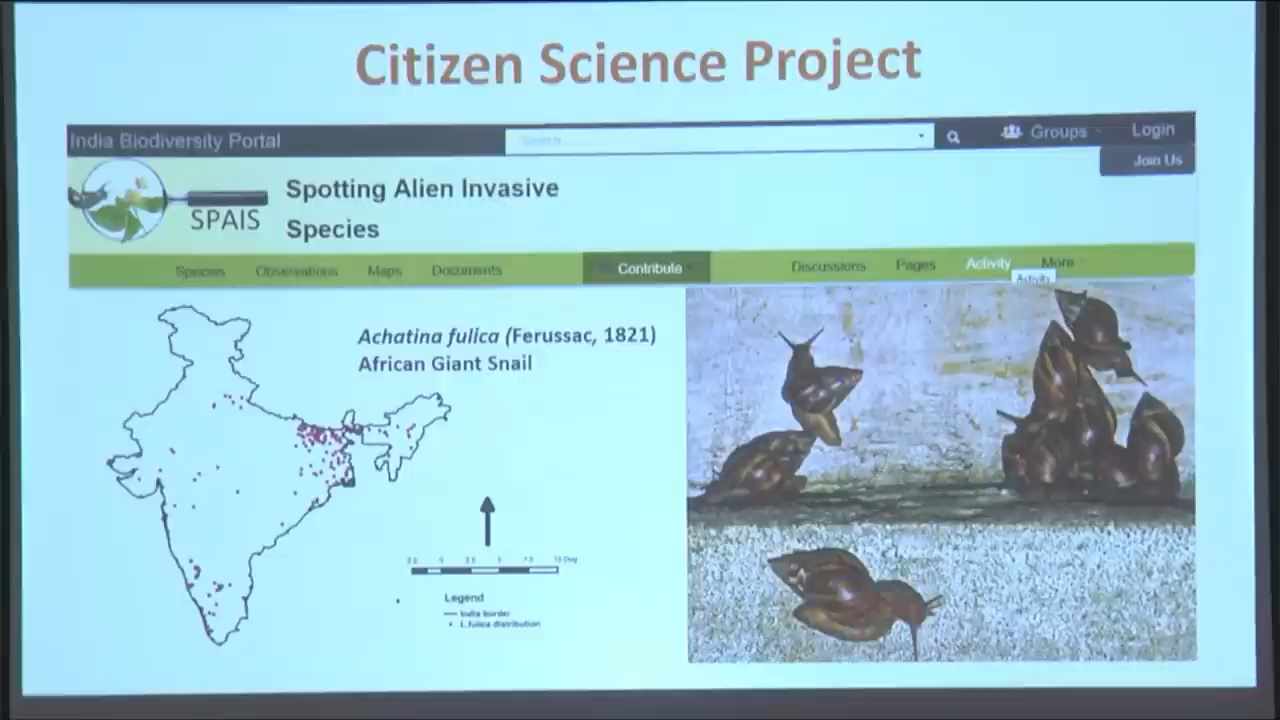 Citizen Science Project
India Biodiversity Portal
Search
Groups
Login
Join Us
SPAIS
Spotting Alien Invasive
Species
Species Observations Maps Documents Contribute Discussions Pages Activity More
Activity
Achatina fulica (Ferussac, 1821)
African Giant Snail
Legend
India border
L.fulica distribution